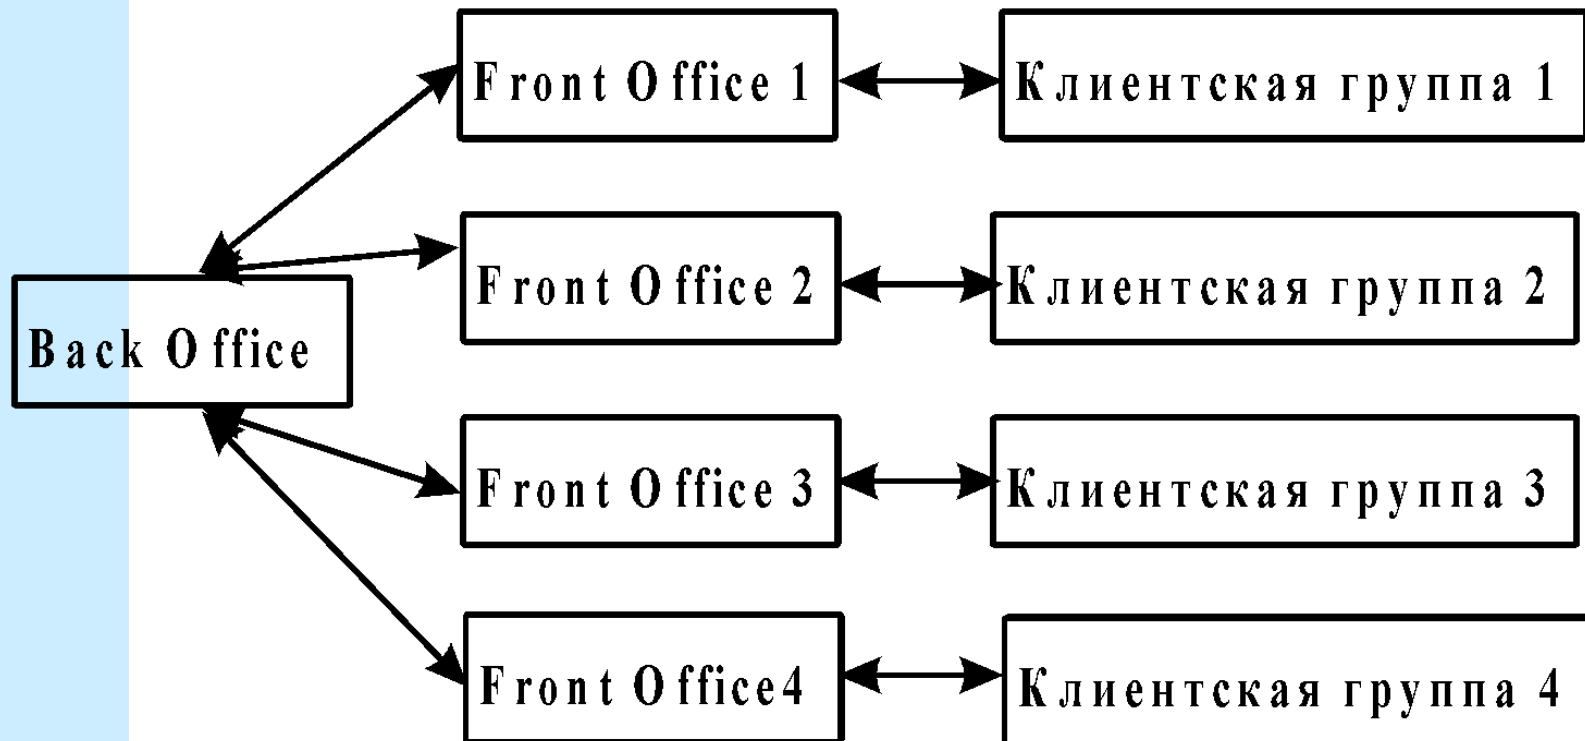 Front Office 1
Клиентская группа 1
Front Office 2
Клиентская группа 2
Back Office
Front Office 3
Клиентская группа 3
Front Office4
Клиентская группа 4